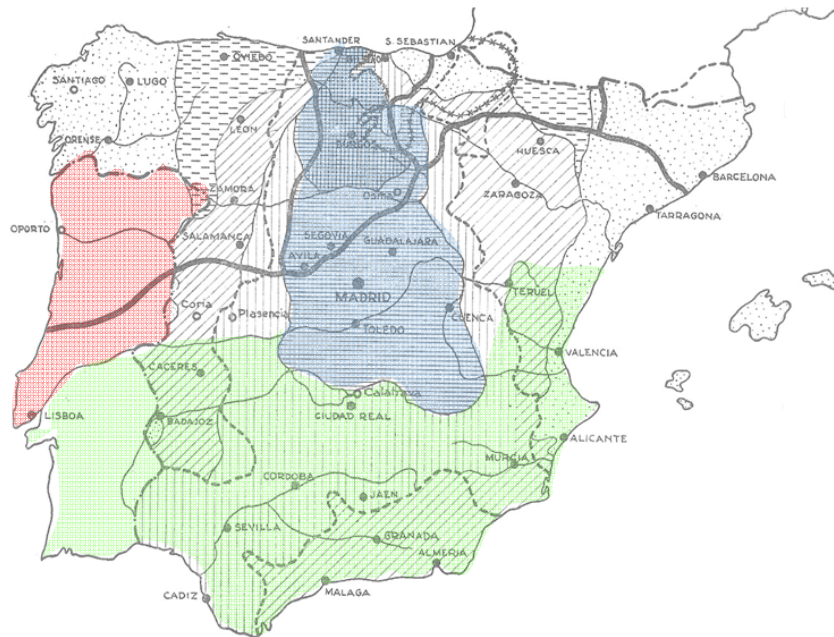 SANTANDER
S. SEBASTIAN
OVIEDO
SANTIAGO
LUGO
LEON
ORENSE
BURGOS
HUESCA
BARCELONA
ZAMORA
OSMA
ZARAGOZA
TARRAGONA
OPORTO
SALAMANCA
SEGOVIA
GUADALAJARA
AVILA
MADRID
TERUEL
Coria
Plasencia
TOLEDO
CUENCA
VALENCIA
CACERES
Calatrava
LISBOA
BADAJOZ
CIUDAD REAL
ALICANTE
MURCIA
CORDOBA
JAEN
SEVILLA
GRANADA
ALMERIA
CADIZ
MALAGA